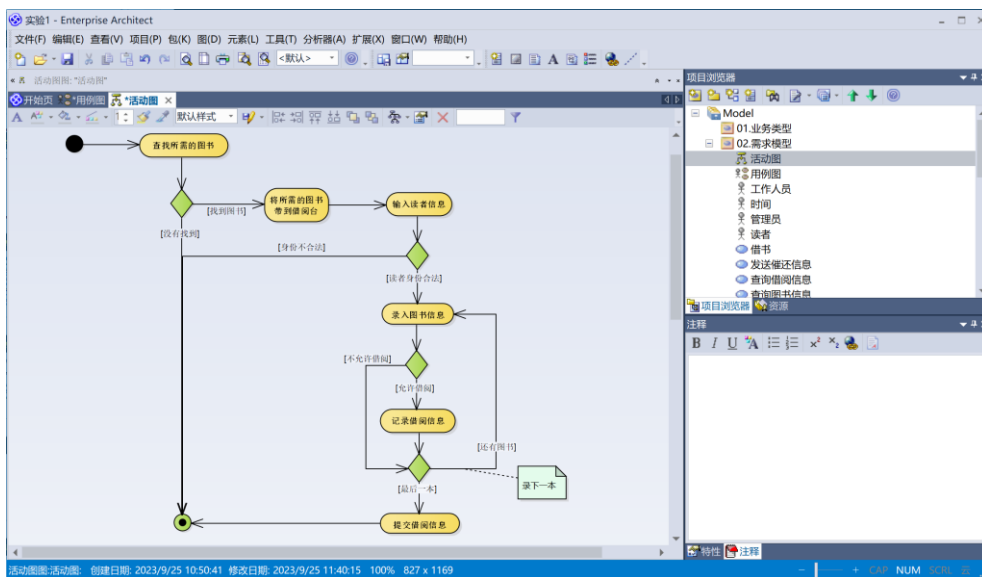 实验1 - Enterprise Architect
文件(F) 编辑(E) 查看(V) 项目(P) 包(K) 图(D) 元素(L) 工具(T) 分析器(A) 扩展(X) 窗口(W) 帮助(H)
<默认>
活动图图: "活动图"
开始页 *用例图 *活动图
默认样式
查找所需的图书
[找到图书]
将所需的图书
带到借阅台
输入读者信息
[没有找到]
[身份不合法]
[读者身份合法]
录入图书信息
[不允许借阅]
[允许借阅]
记录借阅信息
[还有图书]
录下一本
[最后一本]
提交借阅信息
项目浏览器
Model
01.业务类型
02.需求模型
活动图
用例图
工作人员
时间
管理员
读者
借书
发送催还信息
查询借阅信息
查询图书信息
项目浏览器 资源
注释
B I U A
特性 注释
活动图图:活动图: 创建日期: 2023/9/25 10:50:41 修改日期: 2023/9/25 11:40:15 100% 827 x 1169
CAP NUM SCRL 云